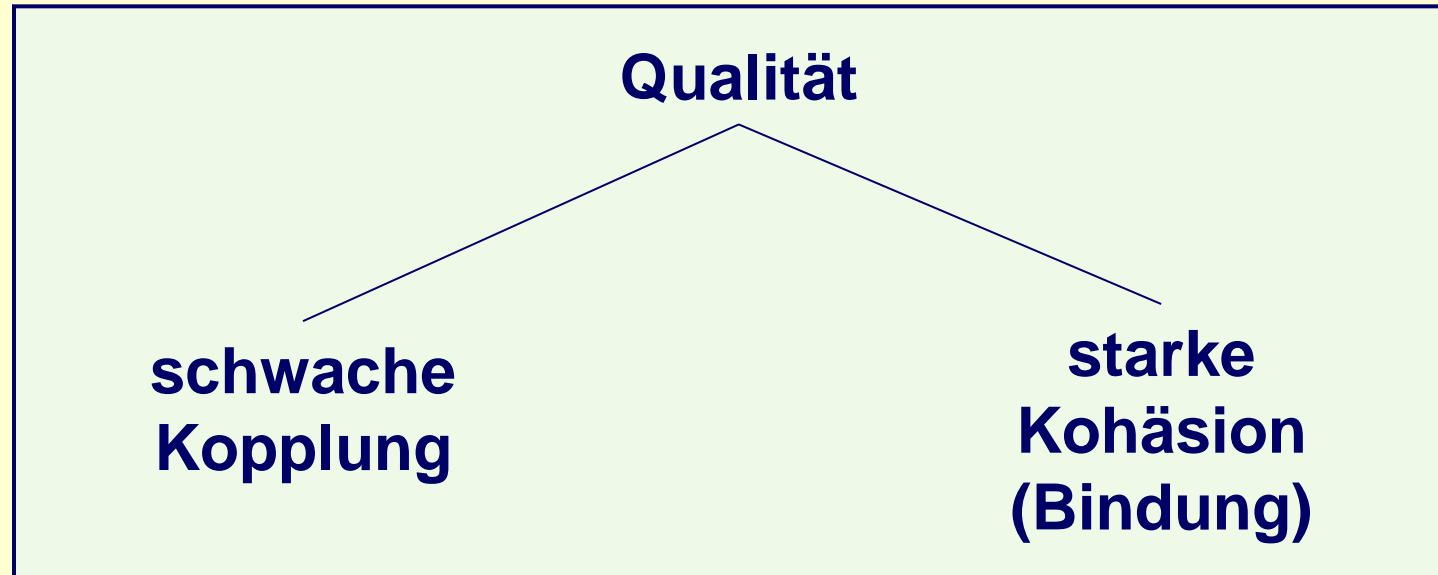 Qualität
schwache
Kopplung
starke
Kohäsion
(Bindung)